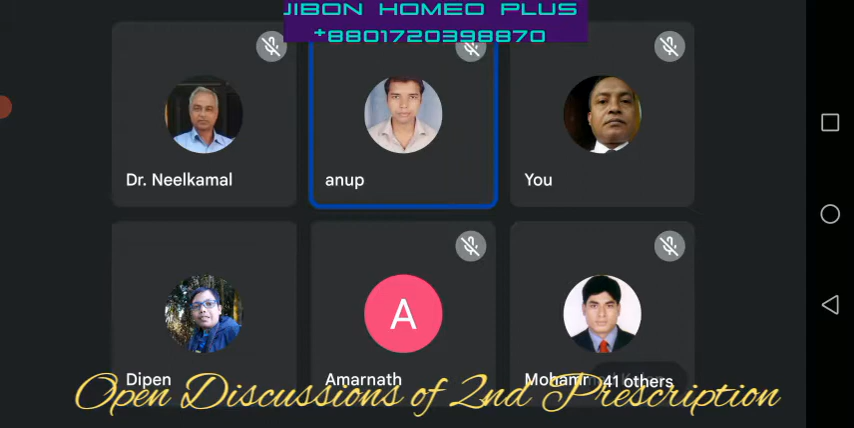 JIBON HOMEO PLUS
+8801720398870
Dr. Neelkamal
anup
You
Dipen
A
Amarnath
41 others
Open Discussions of 2nd Prescription